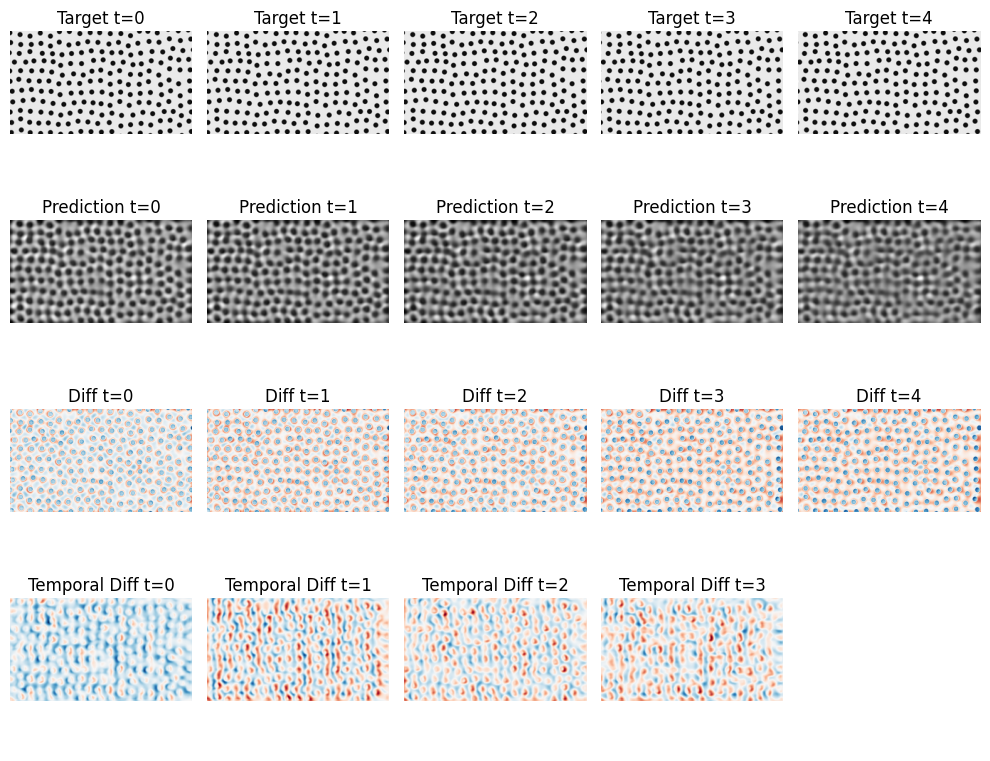 Target t=0 Target t=1 Target t=2 Target t=3 Target t=4
Prediction t=0 Prediction t=1 Prediction t=2 Prediction t=3 Prediction t=4
Diff t=0 Diff t=1 Diff t=2 Diff t=3 Diff t=4
Temporal Diff t=0 Temporal Diff t=1 Temporal Diff t=2 Temporal Diff t=3